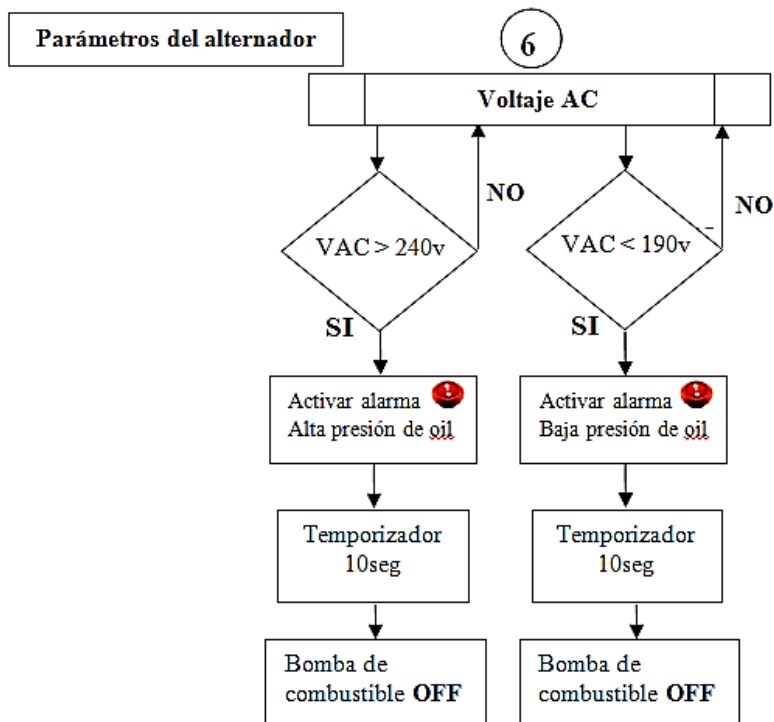 Parámetros del alternador
6
Voltaje AC
NO
NO
VAC > 240v
VAC < 190v
SI
SI
Activar alarma
Alta presión de oil
Activar alarma
Baja presión de oil
Temporizador
10seg
Temporizador
10seg
Bomba de
combustible OFF
Bomba de
combustible OFF